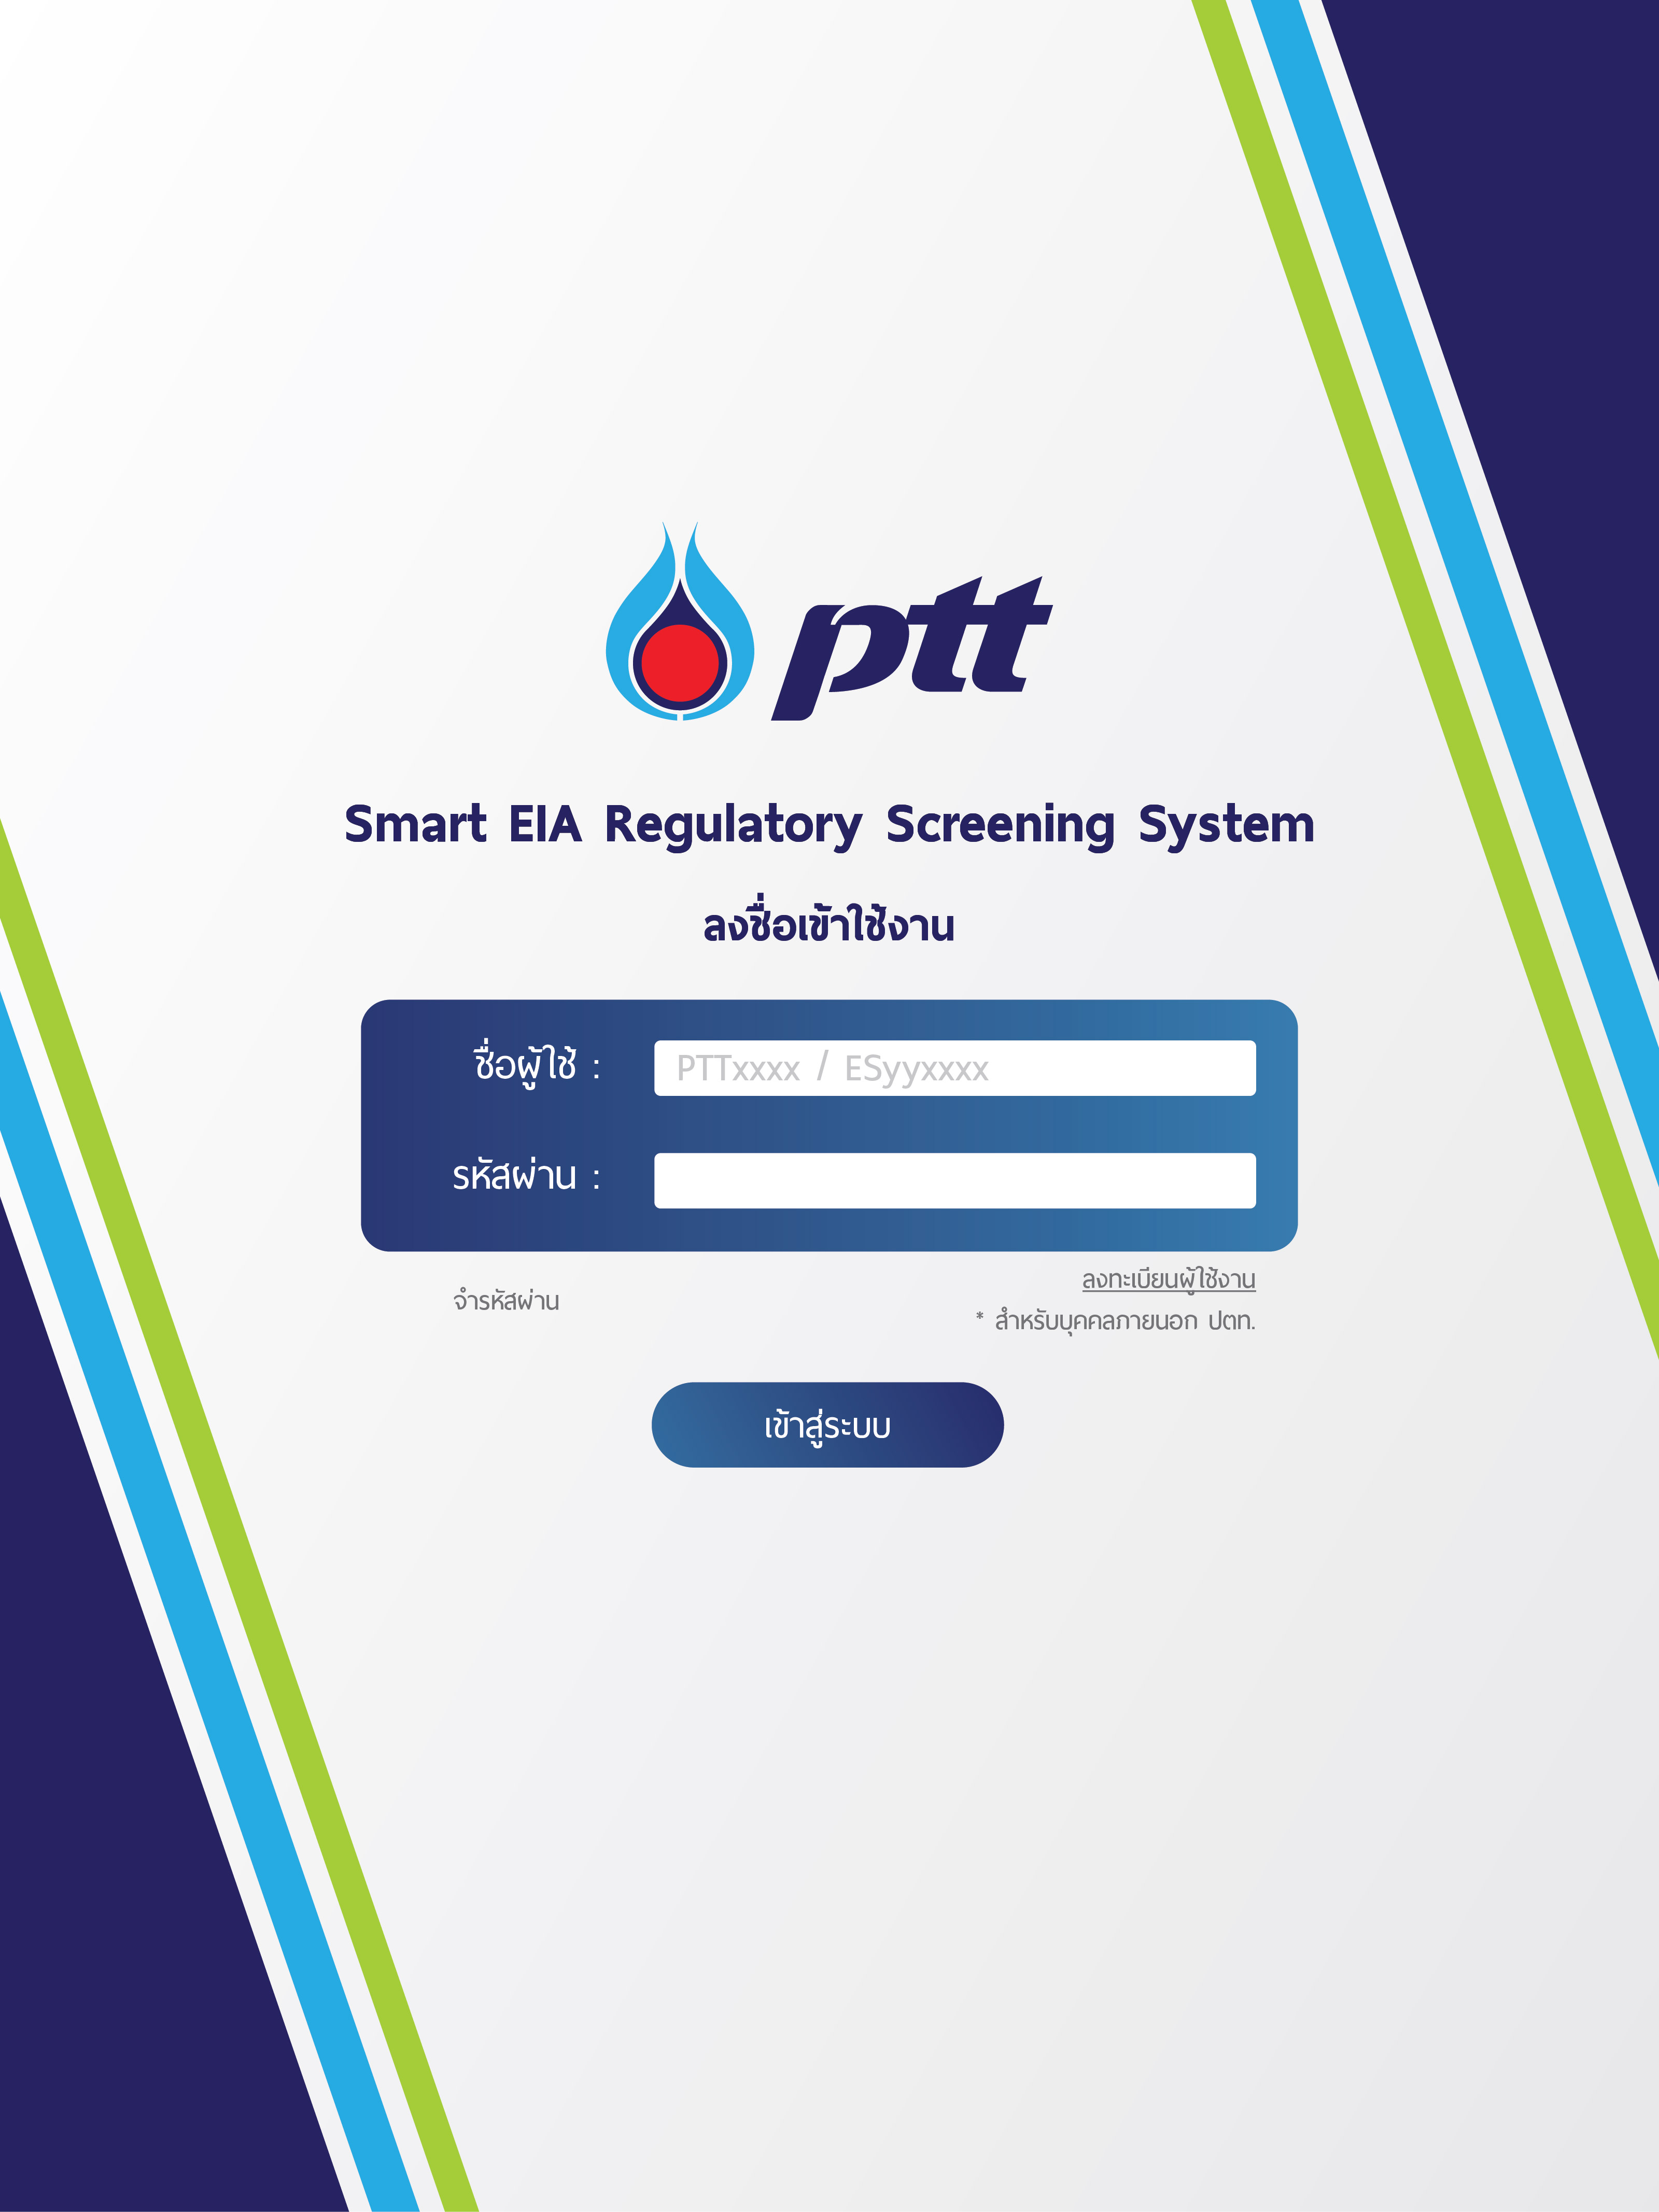 ptt
Smart EIA Regulatory Screening System
ลงชื่อเข้าใช้งาน
ชื่อผู้ใช้ : PTTxxxx / ESyyxxxx
รหัสผ่าน :
จำรหัสผ่าน
ลงทะเบียนผู้ใช้งาน
* สำหรับบุคคลภายนอก ปตท.
เข้าสู่ระบบ